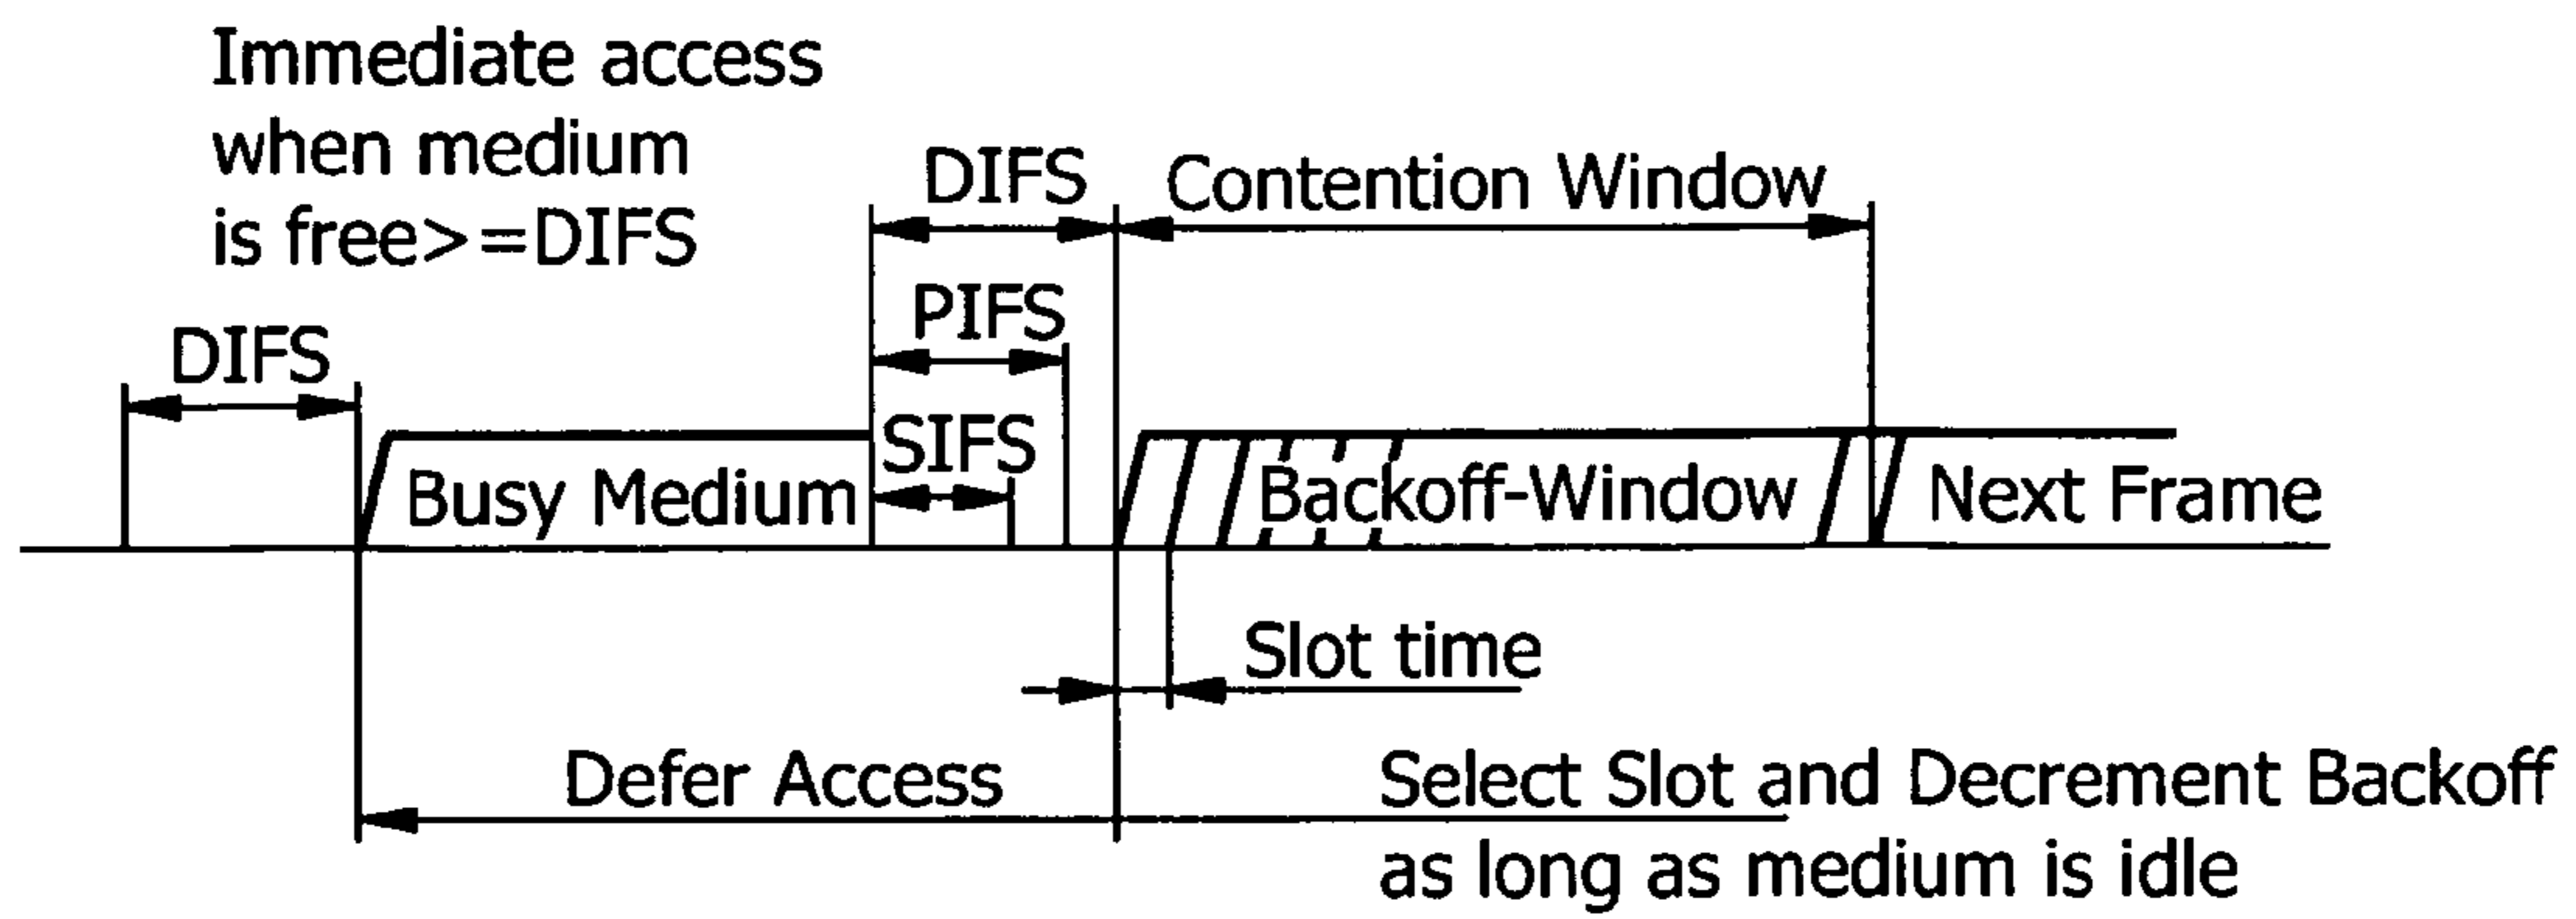 Immediate access
when medium
is free>=DIFS
DIFS
DIFS
Contention Window
PIFS
SIFS
Busy Medium
Backoff-Window
Next Frame
Slot time
Defer Access
Select Slot and Decrement Backoff
as long as medium is idle